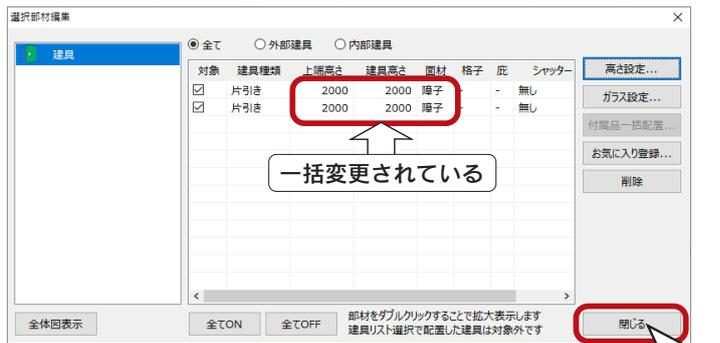 選択部材編集
建具
全て 外部建具 内部建具
対象 建具種類 上端高さ 建具高さ 面材 格子 庇 シャッター
片引き 2000 2000 障子 - - 無し
片引き 2000 2000 障子 - - 無し
一括変更されている
高さ設定...
ガラス設定...
付属品一括配置...
お気に入り登録...
削除
全体図表示
全てON 全てOFF
部材をダブルクリックすることで拡大表示します
建具リスト選択で配置した建具は対象外です
閉じる